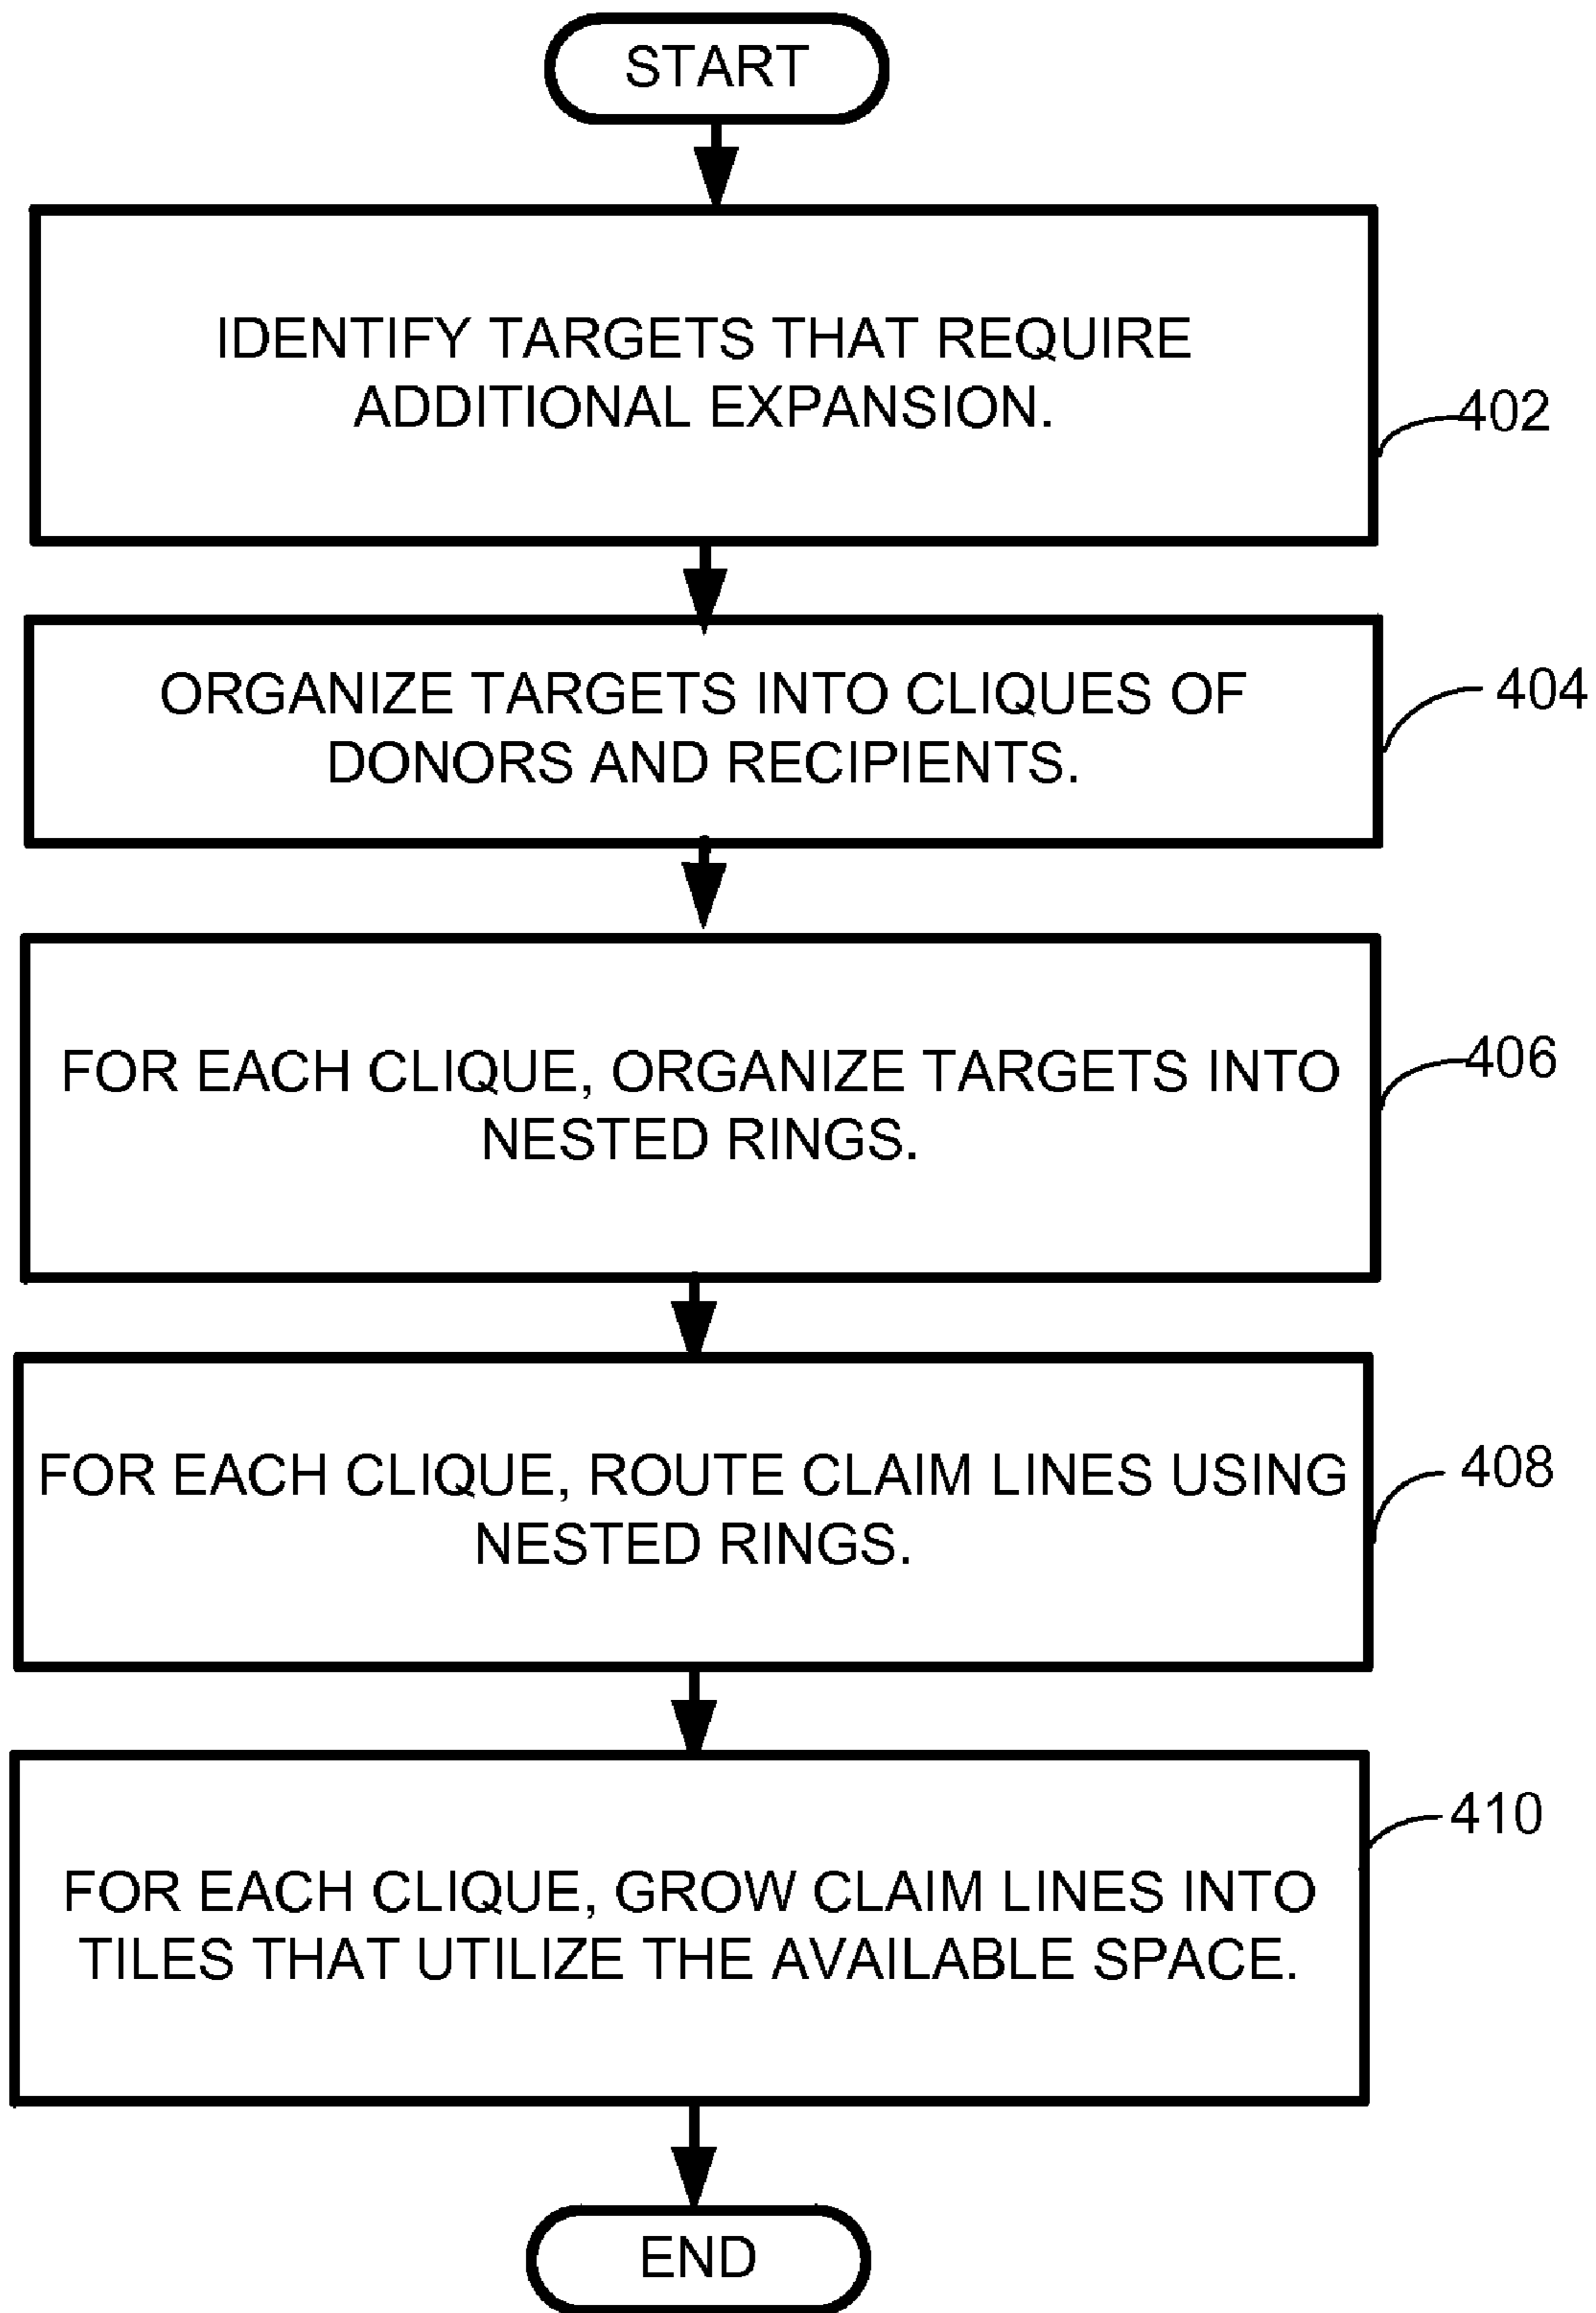 START
IDENTIFY TARGETS THAT REQUIRE
ADDITIONAL EXPANSION.
402
ORGANIZE TARGETS INTO CLIQUES OF
DONORS AND RECIPIENTS.
404
FOR EACH CLIQUE, ORGANIZE TARGETS INTO
NESTED RINGS.
406
FOR EACH CLIQUE, ROUTE CLAIM LINES USING
NESTED RINGS.
408
FOR EACH CLIQUE, GROW CLAIM LINES INTO
TILES THAT UTILIZE THE AVAILABLE SPACE.
410
END